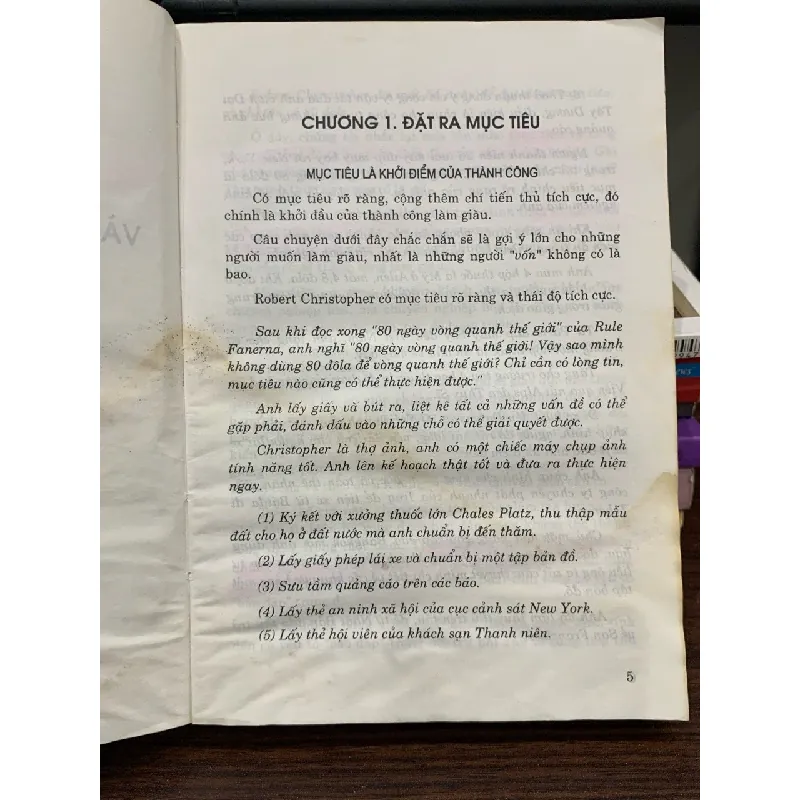 CHƯƠNG 1. ĐẶT RA MỤC TIÊU
MỤC TIÊU LÀ KHỞI ĐIỂM CỦA THÀNH CÔNG
Có mục tiêu rõ ràng, cộng thêm chí tiến thủ tích cực, đó
chính là khởi đầu của thành công làm giàu.
Câu chuyện dưới đây chắc chắn sẽ là gợi ý lớn cho những
người muốn làm giàu, nhất là những người "vốn" không có là
bao.
Robert Christopher có mục tiêu rõ ràng và thái độ tích cực.
Sau khi đọc xong "80 ngày vòng quanh thế giới" của Rule
Fanerna, anh nghĩ "80 ngày vòng quanh thế giới! Vậy sao mình
không dùng 80 đôla để vòng quanh thế giới? Chỉ cần có lòng tin,
mục tiêu nào cũng có thể thực hiện được."
Anh lấy giấy và bút ra, liệt kê tất cả những vấn đề có thể
gặp phải, đánh dấu vào những chỗ có thể giải quyết được.
Christopher là thợ ảnh, anh có một chiếc máy chụp ảnh
tính năng tốt. Anh lên kế hoạch thật tốt và đưa ra thực hiện
ngay.
(1) Ký kết với xưởng thuốc lớn Chales Platz, thu thập mẫu
đất cho họ ở đất nước mà anh chuẩn bị đến thăm.
(2) Lấy giấy phép lái xe và chuẩn bị một tập bản đồ.
(3) Sưu tầm quảng cáo trên các báo.
(4) Lấy thẻ an ninh xã hội của cục cảnh sát New York.
(5) Lấy thẻ hội viên của khách sạn Thanh niên.
5